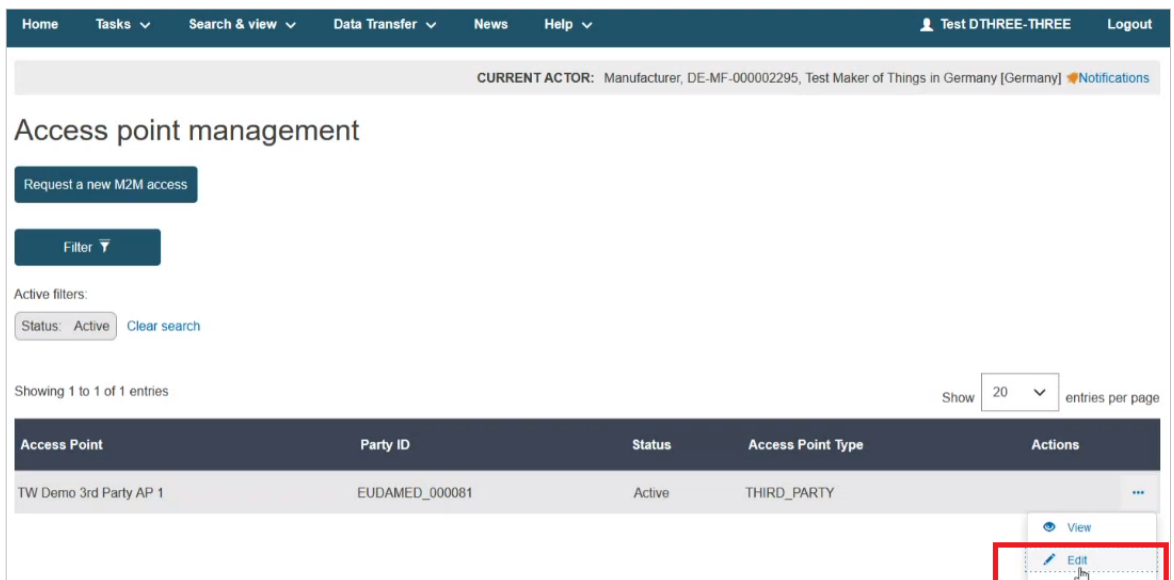 Home Tasks Search & view Data Transfer News Help Test DTHREE-THREE Logout
CURRENT ACTOR: Manufacturer, DE-MF-000002295, Test Maker of Things in Germany [Germany] Notifications
Access point management
Request a new M2M access
Filter
Active filters:
Status: Active Clear search
Showing 1 to 1 of 1 entries Show 20 entries per page
Access Point Party ID Status Access Point Type Actions
TW Demo 3rd Party AP 1 EUDAMED_000081 Active THIRD_PARTY ...
View
Edit